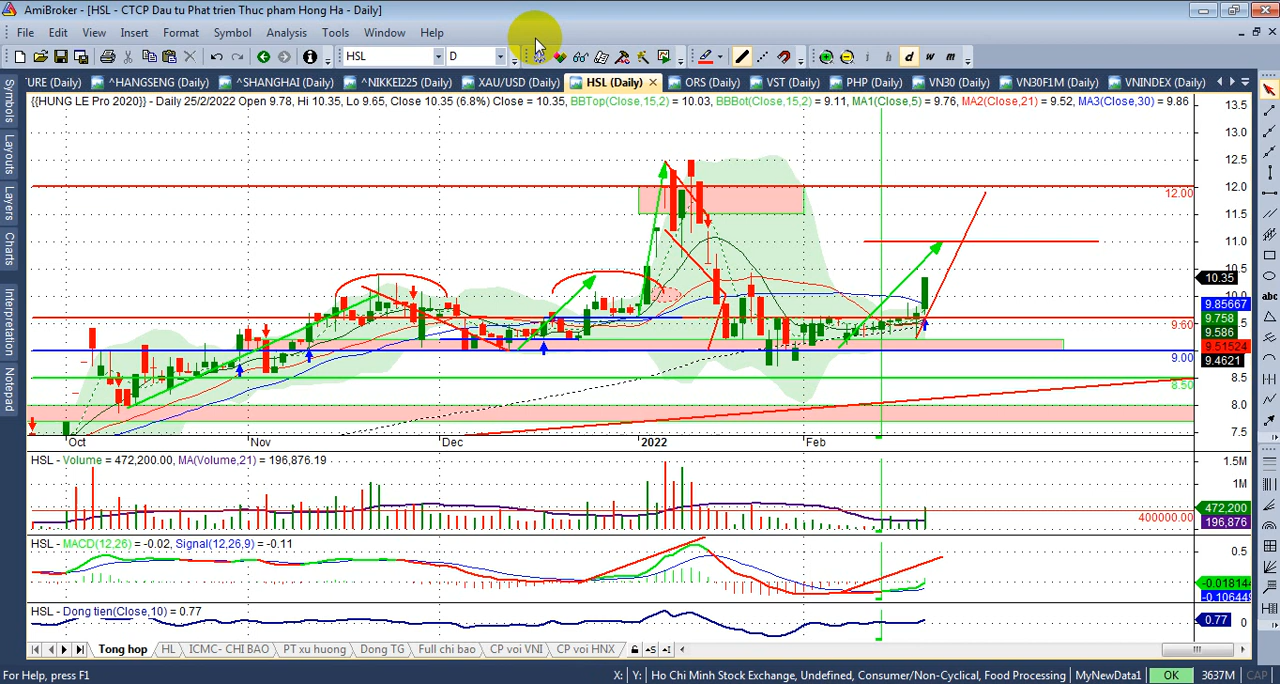 AmiBroker - [HSL - CTCP Dau tu Phat trien Thuc pham Hong Ha - Daily]
File Edit View Insert Format Symbol Analysis Tools Window Help
HSL D i h d w m
'URE (Daily) ^HANGSENG (Daily) ^SHANGHAI (Daily) ^NIKKEI225 (Daily) XAU/USD (Daily) HSL (Daily) ORS (Daily) VST (Daily) PHP (Daily) VN30 (Daily) VN30F1M (Daily) VNINDEX (Daily)
{{HUNG LE Pro 2020}} - Daily 25/2/2022 Open 9.78, Hi 10.35, Lo 9.65, Close 10.35 (6.8%) Close = 10.35, BBTop(Close,15,2) = 10.03, BBBot(Close,15,2) = 9.11, MA1(Close,5) = 9.76, MA2(Close,21) = 9.52, MA3(Close,30) = 9.86
Symbols
Layouts
Layers
Charts
Interpretation
Notepad
13.5
13.0
12.5
12.0
12.00
11.5
11.0
10.5
10.35
10.0
9.85667
9.758
9.586
9.60
9.51524
9.4621
9.00
8.5
8.50
8.0
7.5
Oct Nov Dec 2022 Feb
abc
HSL - Volume = 472,200.00, MA(Volume,21) = 196,876.19
1.5M
1M
472,200
400000.00
196,876
HSL - MACD(12,26) = -0.02, Signal(12,26,9) = -0.11
0.5
-0.01814
-0.106449
HSL - Dong tien(Close,10) = 0.77
0.77 0
Tong hop HL ICMC- CHI BAO PT xu huong Dong TG Full chi bao CP voi VNI CP voi HNX
For Help, press F1 X: Y: Ho Chi Minh Stock Exchange, Undefined, Consumer/Non-Cyclical, Food Processing MyNewData1 OK 3637M CAP